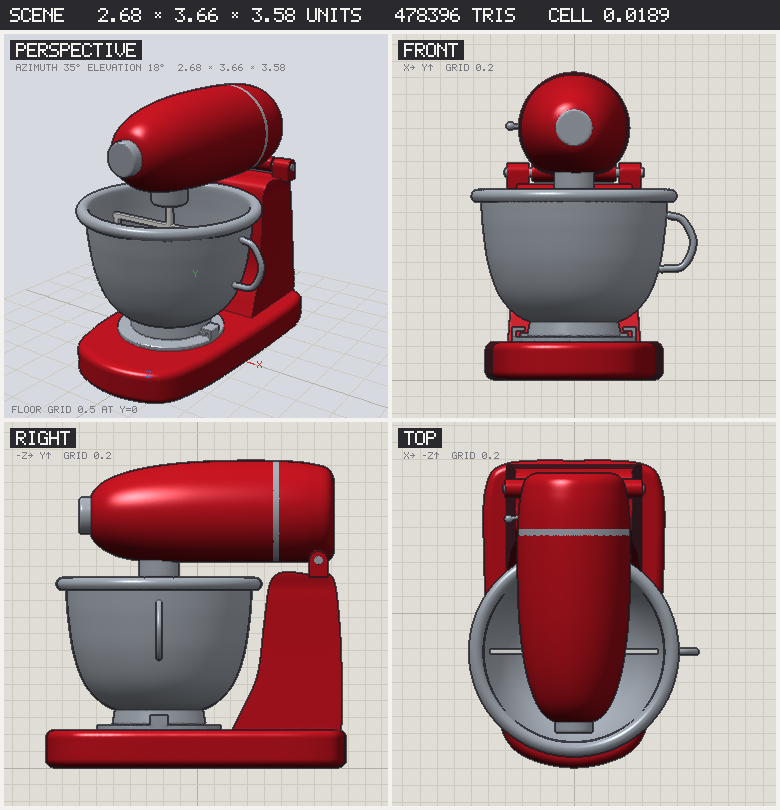 SCENE 2.68 × 3.66 × 3.58 UNITS 478396 TRIS CELL 0.0189
PERSPECTIVE
AZIMUTH 35° ELEVATION 18° 2.68 × 3.66 × 3.58
Y
X
Z
FLOOR GRID 0.5 AT Y=0
FRONT
X→ Y↑ GRID 0.2
RIGHT
-Z→ Y↑ GRID 0.2
TOP
X→ -Z↑ GRID 0.2